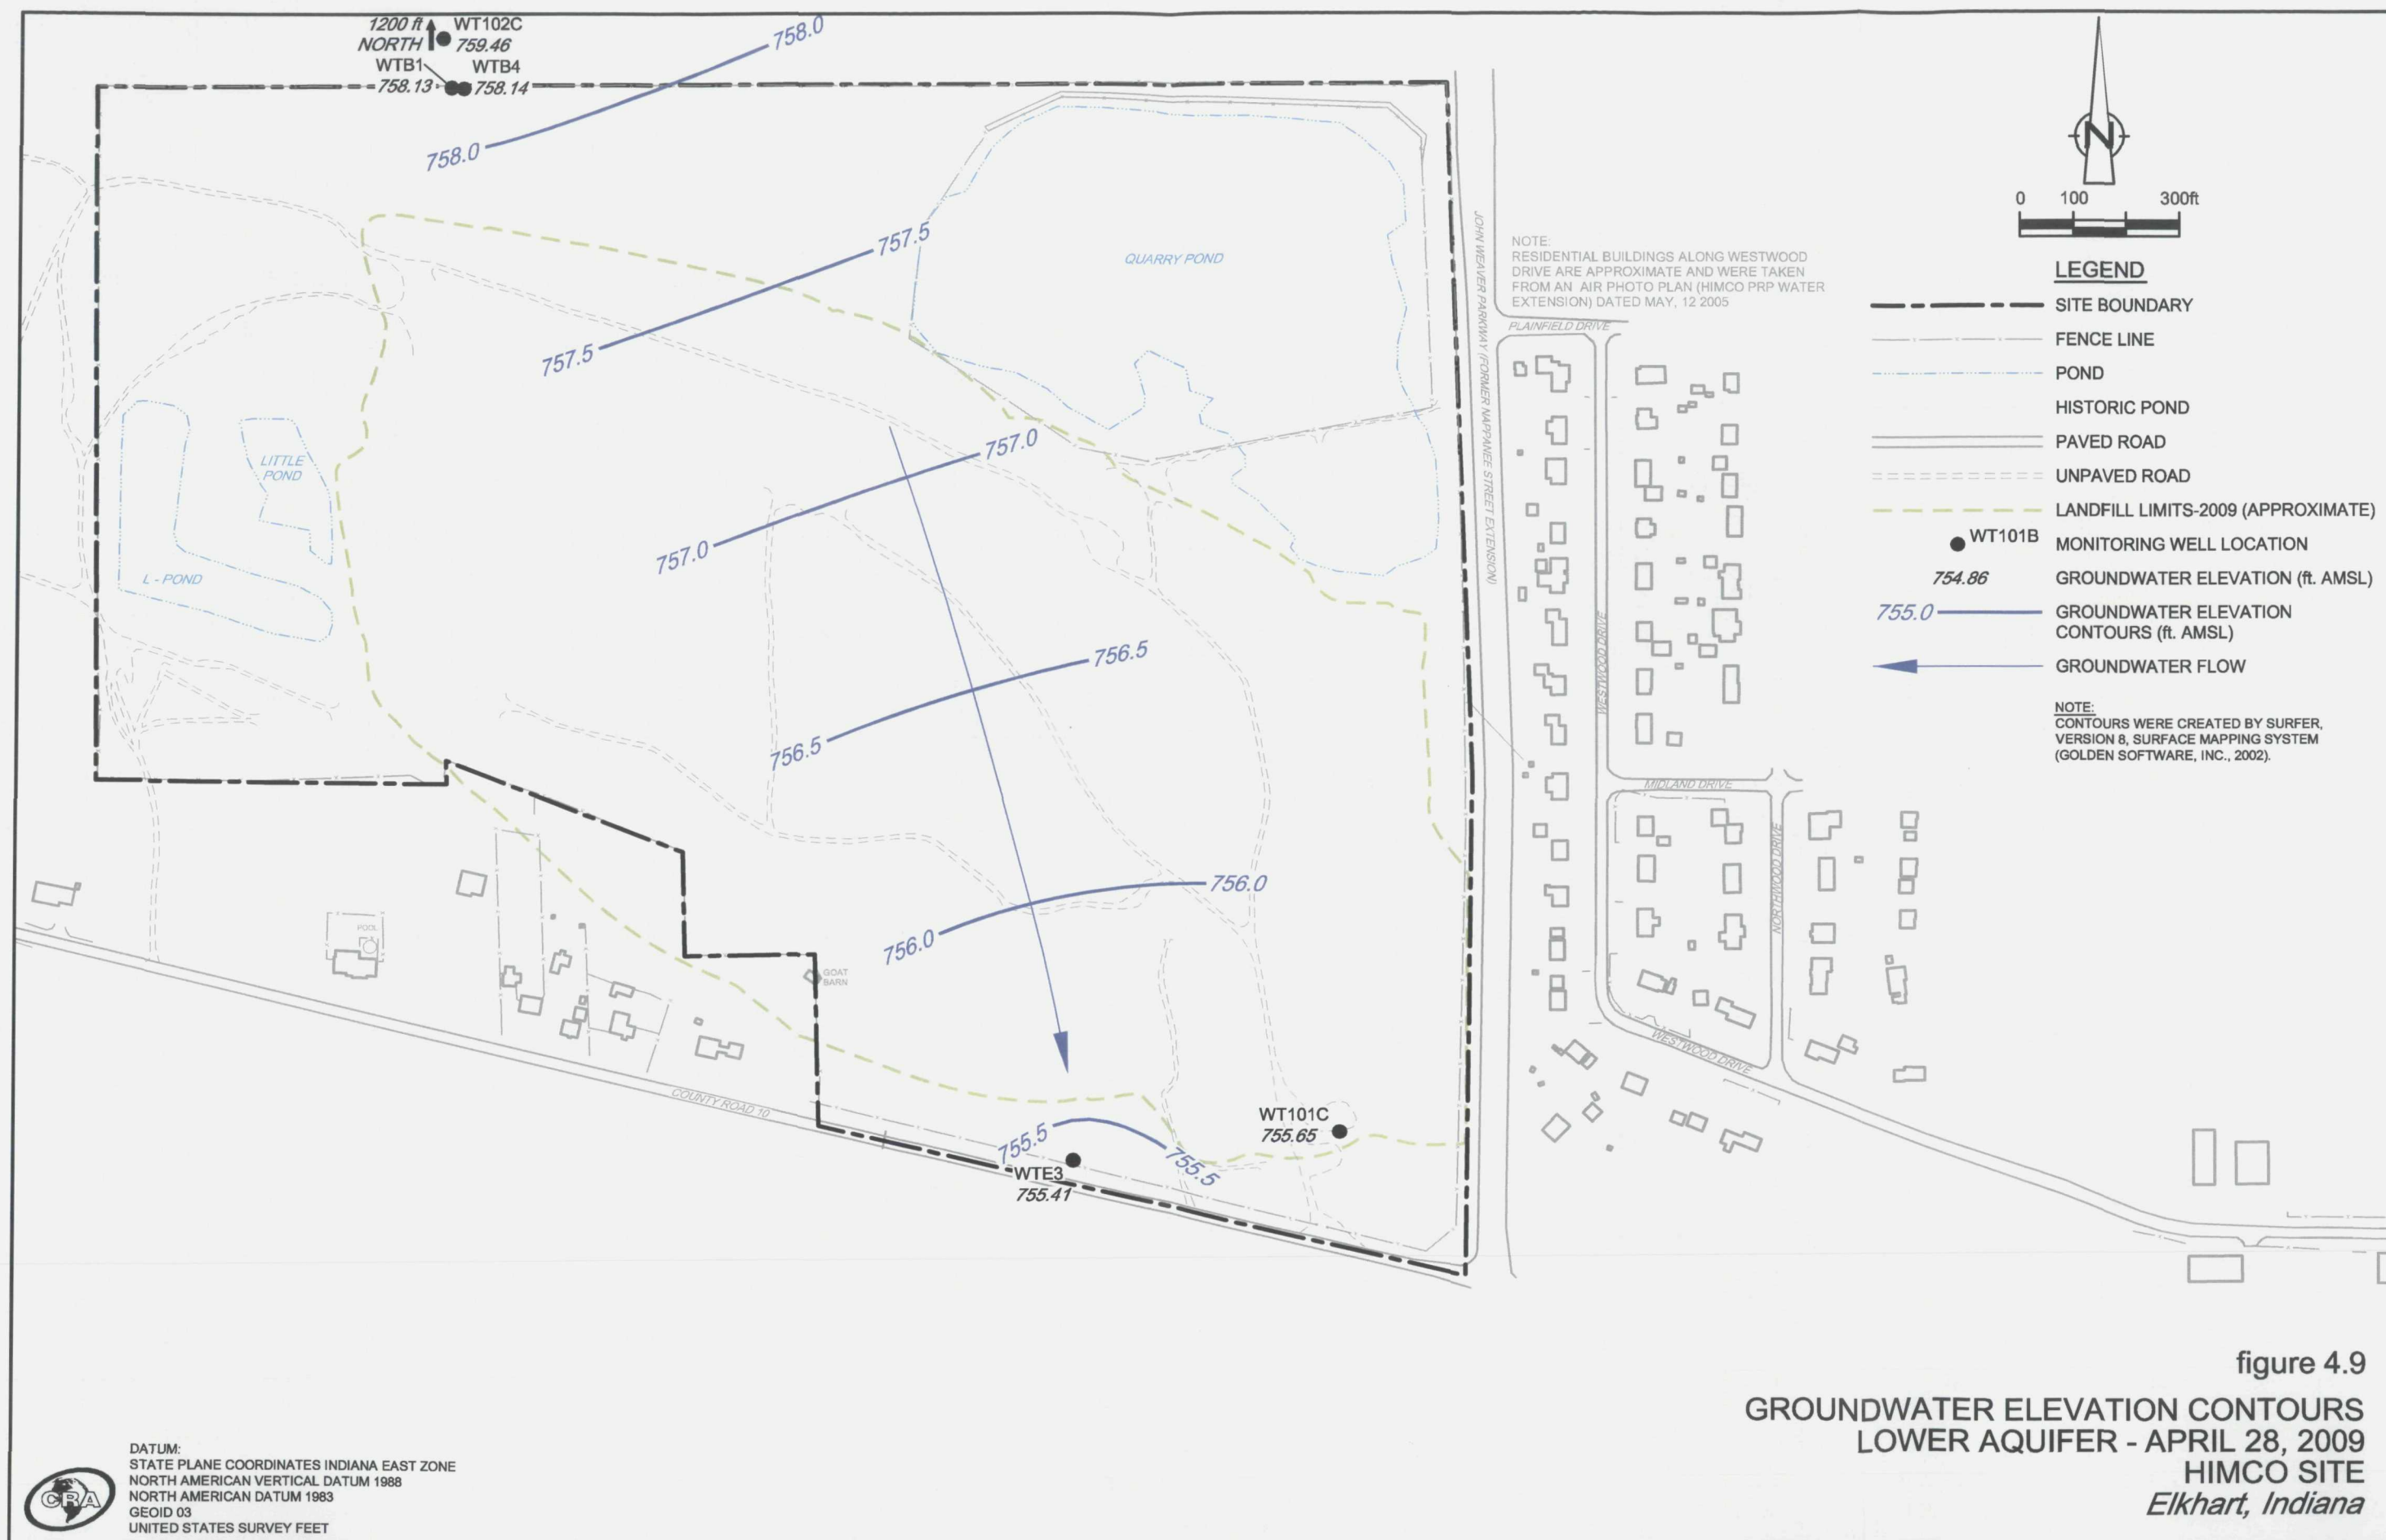 1200 ft WT102C
NORTH 759.46
WTB1 WTB4
758.13 758.14
758.0
758.0
757.5
757.5
757.0
757.0
756.5
756.5
756.0
756.0
755.5
755.5
QUARRY POND
LITTLE
POND
L - POND
POOL
GOAT
BARN
COUNTY ROAD 10
WT101C
755.65
WTE3
755.41
JOHN WEAVER PARKWAY (FORMER NAPPANEE STREET EXTENSION)
NOTE:
RESIDENTIAL BUILDINGS ALONG WESTWOOD
DRIVE ARE APPROXIMATE AND WERE TAKEN
FROM AN AIR PHOTO PLAN (HIMCO PRP WATER
EXTENSION) DATED MAY, 12 2005
PLAINFIELD DRIVE
WESTWOOD DRIVE
MIDLAND DRIVE
NORTHWOOD DRIVE
WESTWOOD DRIVE
N
0 100 300ft
LEGEND
SITE BOUNDARY
FENCE LINE
POND
HISTORIC POND
PAVED ROAD
UNPAVED ROAD
LANDFILL LIMITS-2009 (APPROXIMATE)
WT101B MONITORING WELL LOCATION
754.86 GROUNDWATER ELEVATION (ft. AMSL)
755.0 GROUNDWATER ELEVATION
CONTOURS (ft. AMSL)
GROUNDWATER FLOW
NOTE:
CONTOURS WERE CREATED BY SURFER,
VERSION 8, SURFACE MAPPING SYSTEM
(GOLDEN SOFTWARE, INC., 2002).
figure 4.9
GROUNDWATER ELEVATION CONTOURS
LOWER AQUIFER - APRIL 28, 2009
HIMCO SITE
Elkhart, Indiana
CRA
DATUM:
STATE PLANE COORDINATES INDIANA EAST ZONE
NORTH AMERICAN VERTICAL DATUM 1988
NORTH AMERICAN DATUM 1983
GEOID 03
UNITED STATES SURVEY FEET